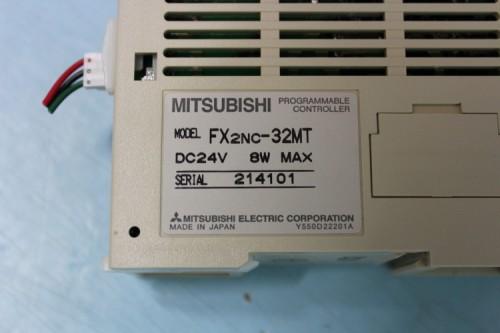 MITSUBISHI PROGRAMMABLE CONTROLLER
MODEL FX2NC-32MT
DC24V 8W MAX
SERIAL 214101
MITSUBISHI ELECTRIC CORPORATION
MADE IN JAPAN Y550D22201A